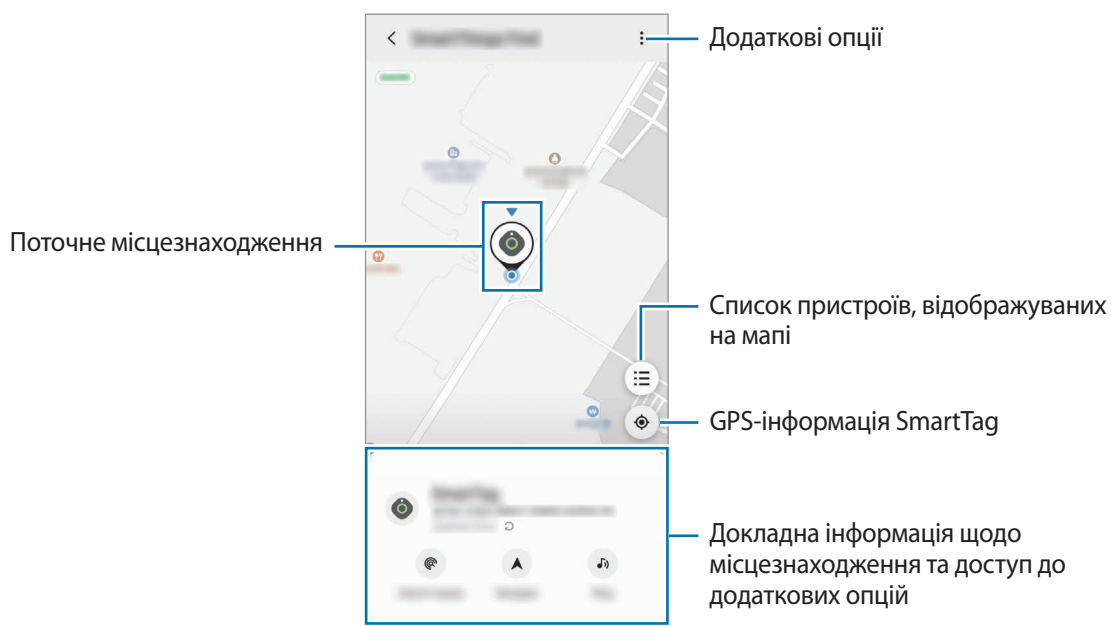 Додаткові опції
Поточне місцезнаходження
Список пристроїв, відображуваних
на мапі
GPS-інформація SmartTag
Докладна інформація щодо
місцезнаходження та доступ до
додаткових опцій